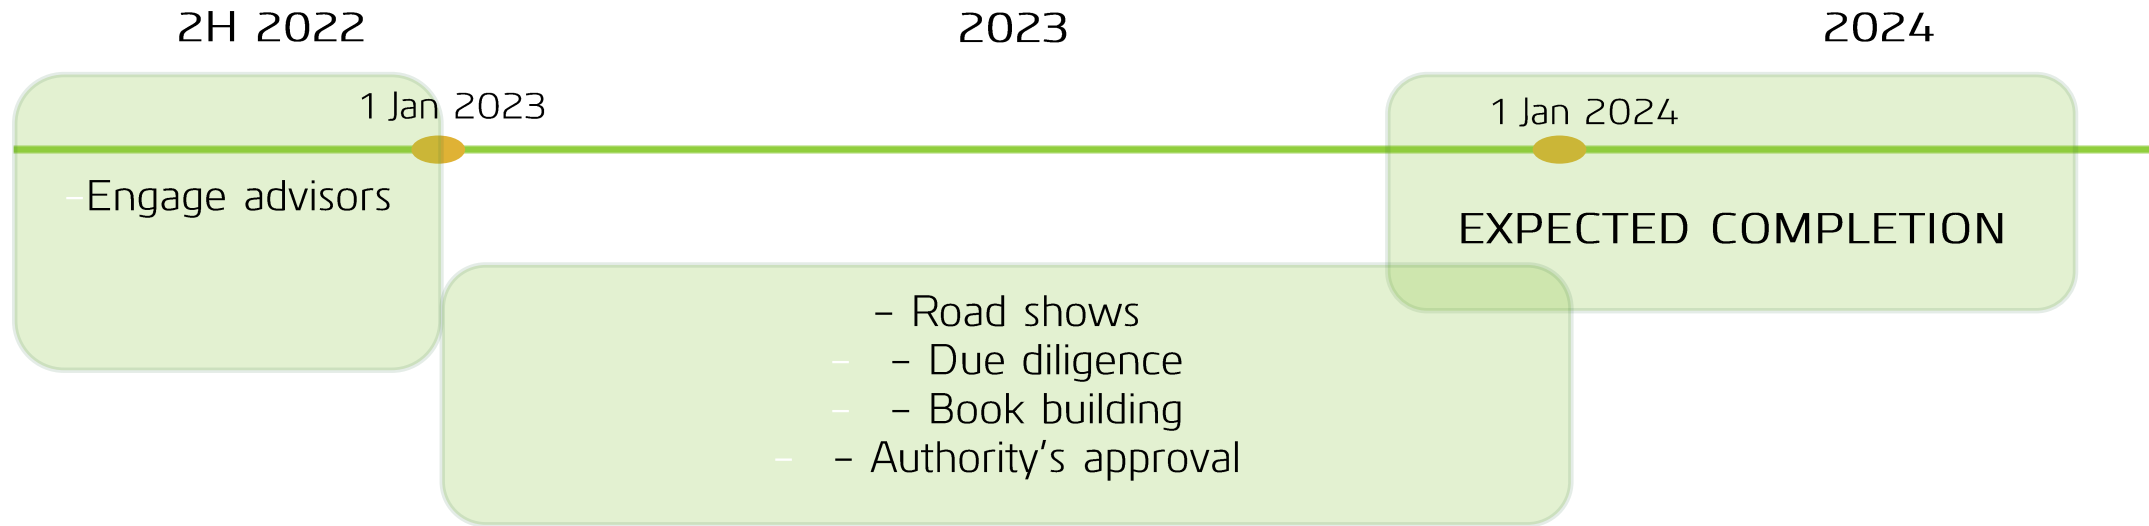 2H 2022
2023
2024
1 Jan 2023
1 Jan 2024
–Engage advisors
EXPECTED COMPLETION
– Road shows
– – Due diligence
– – Book building
– – Authority’s approval